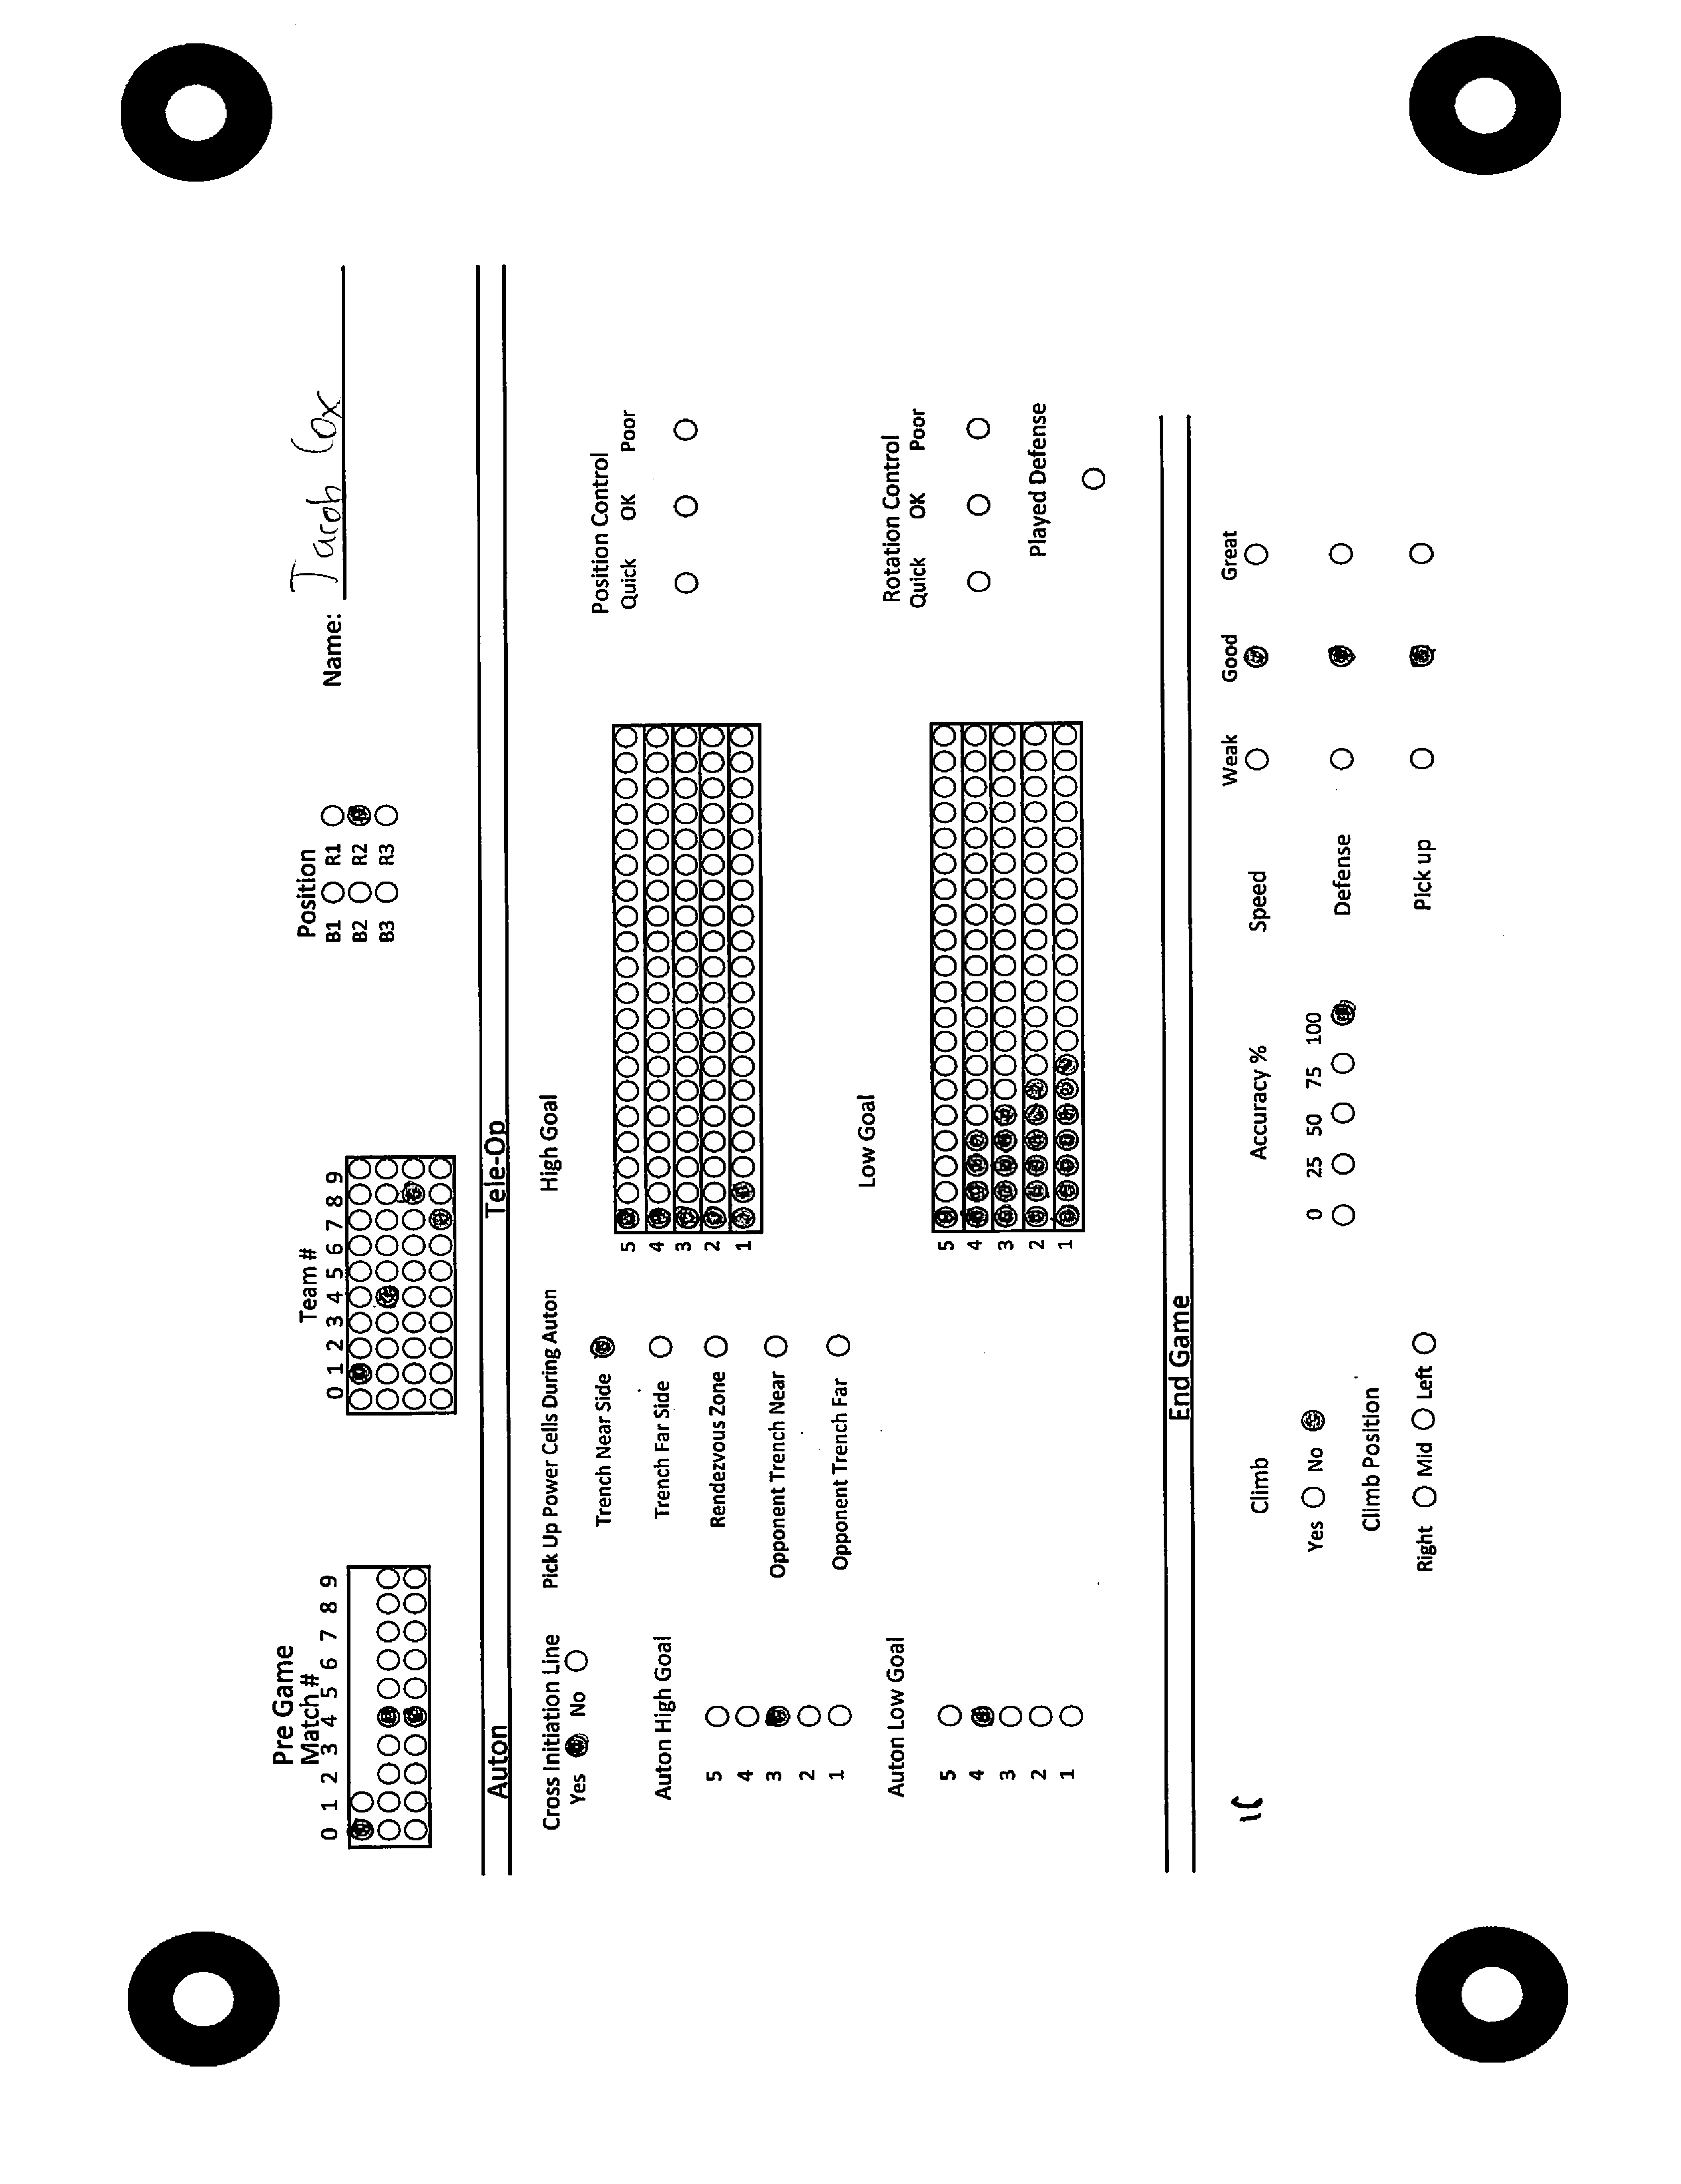 Pre Game
Match #
0 1 2 3 4 5 6 7 8 9
Team #
0 1 2 3 4 5 6 7 8 9
Position
B1 R1
B2 R2
B3 R3
Name: Jacob Cox
Auton
Tele-Op
Cross Initiation Line
Yes No
Auton High Goal
5
4
3
2
1
Auton Low Goal
5
4
3
2
1
Pick Up Power Cells During Auton
Trench Near Side
Trench Far Side
Rendezvous Zone
Opponent Trench Near
Opponent Trench Far
High Goal
5
4
3
2
1
Low Goal
5
4
3
2
1
Position Control
Quick OK Poor
Rotation Control
Quick OK Poor
Played Defense
End Game
Climb
Yes No
Climb Position
Right Mid Left
Accuracy %
0 25 50 75 100
Weak Good Great
Speed
Defense
Pick up